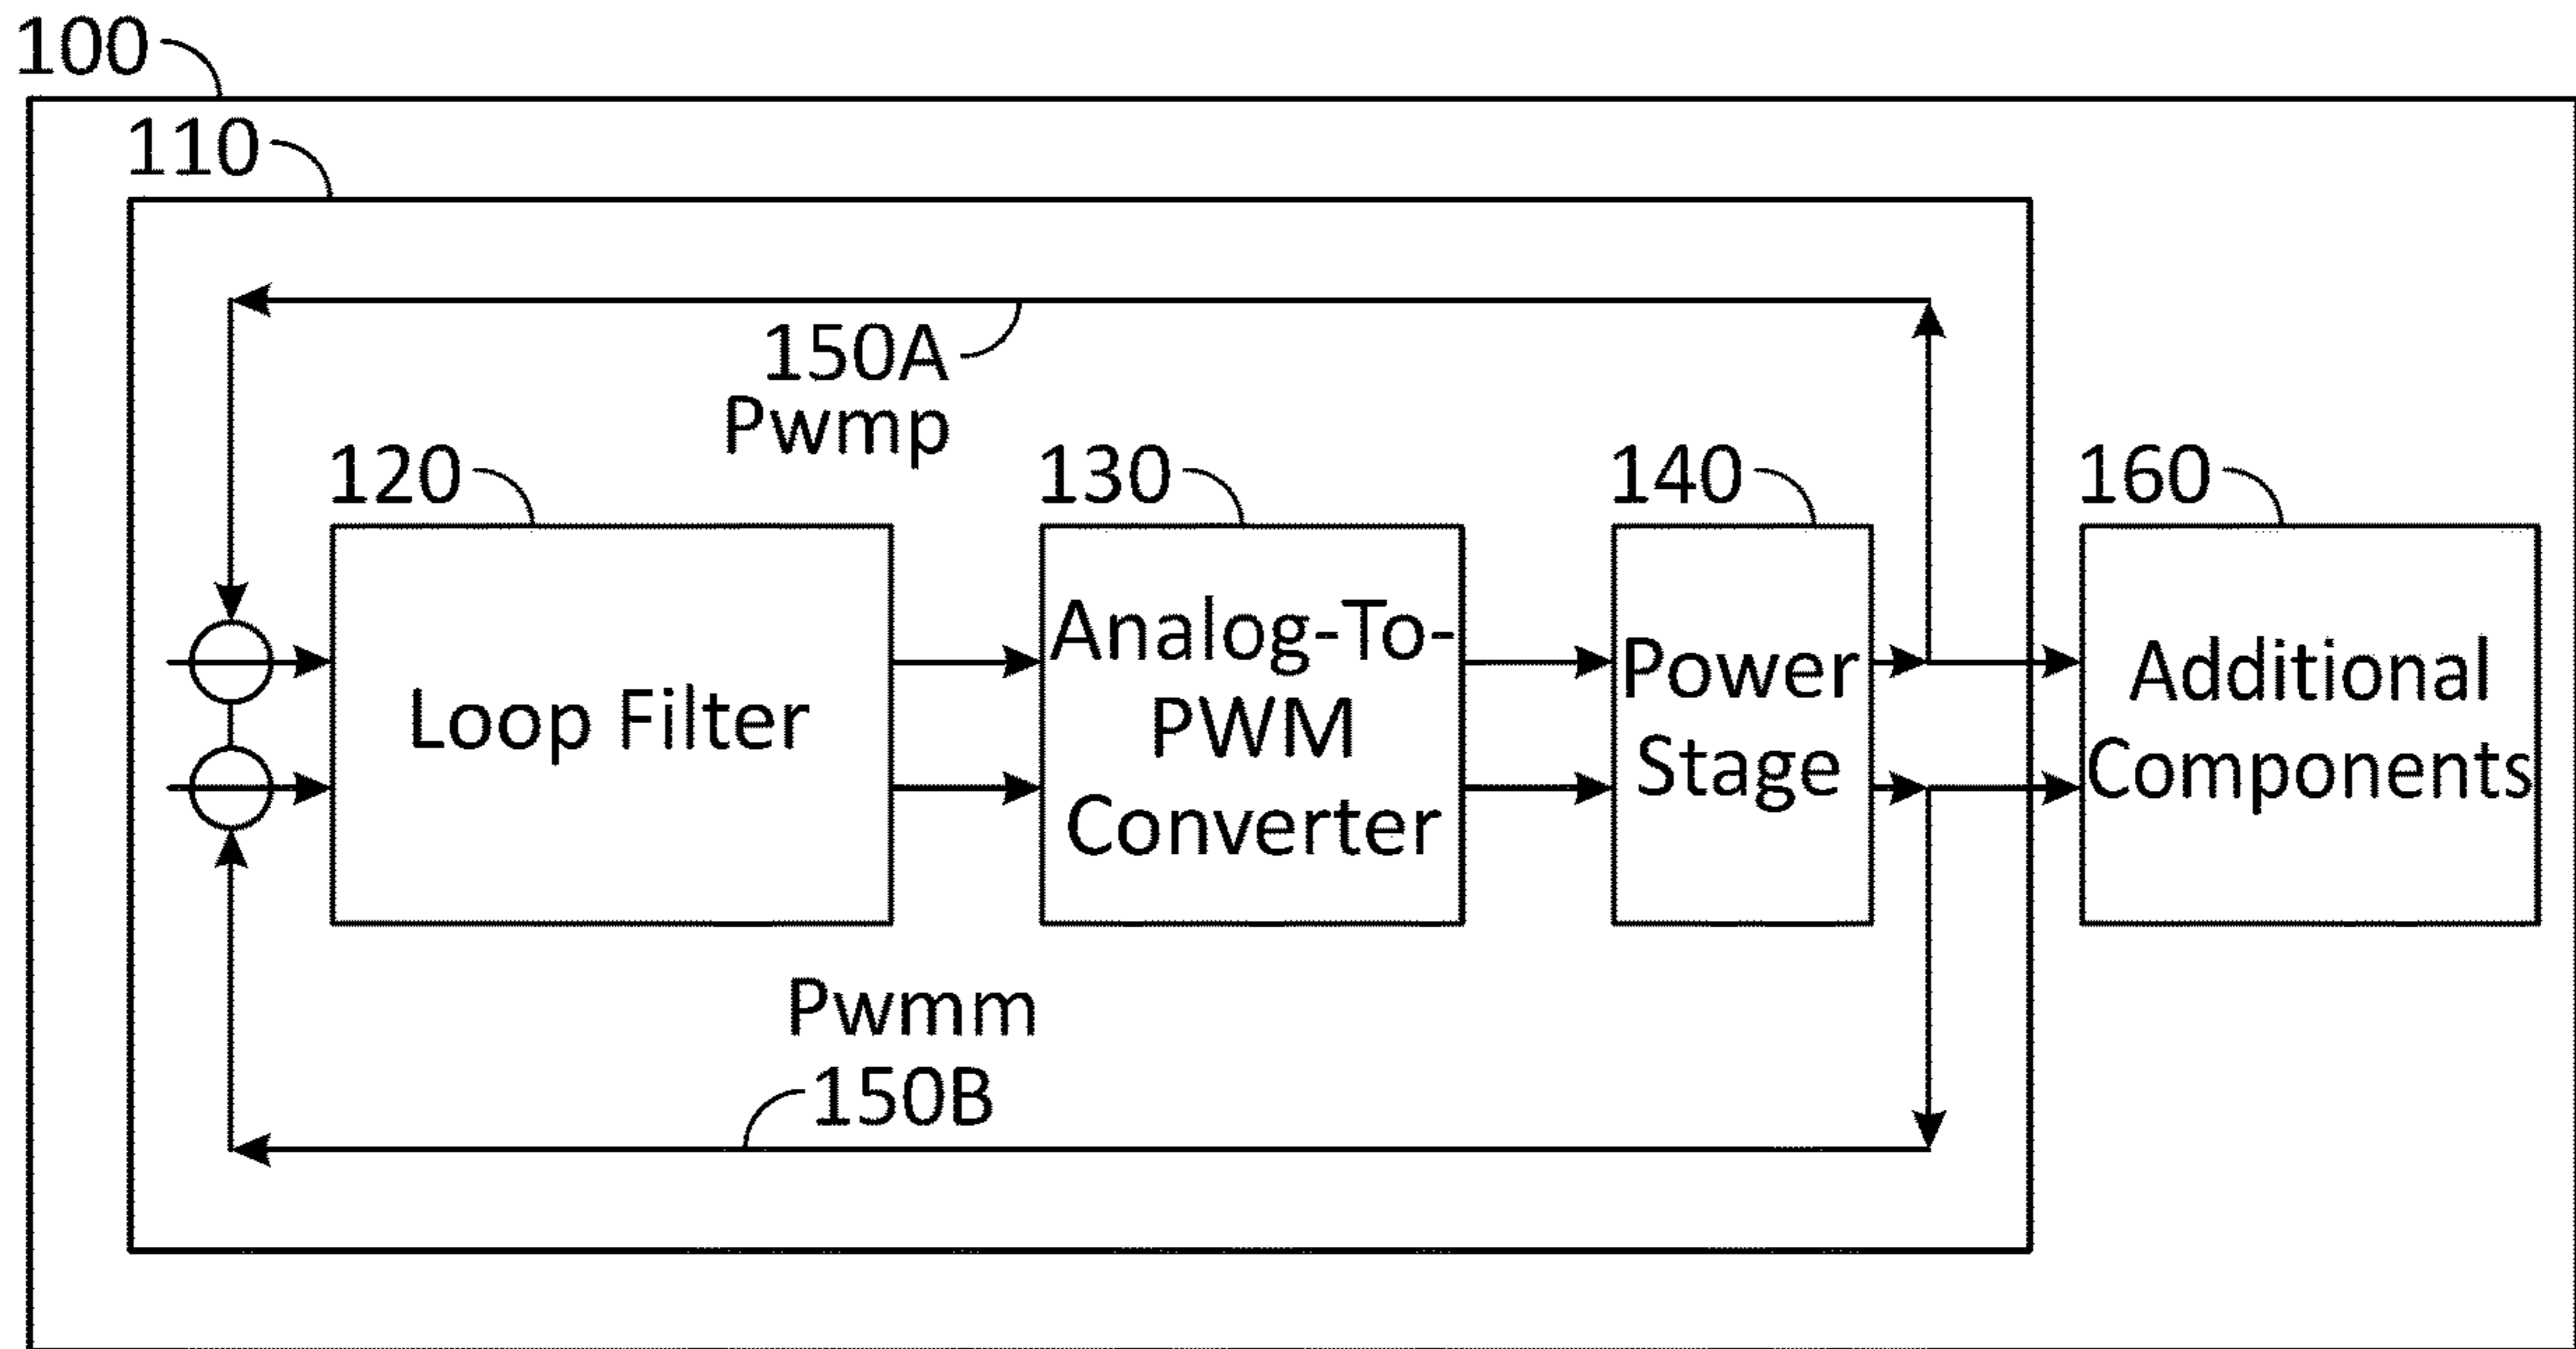 100
110
150A
Pwmp
120
130
140
160
Loop Filter
Analog-To-
PWM
Converter
Power
Stage
Additional
Components
Pwmm
150B